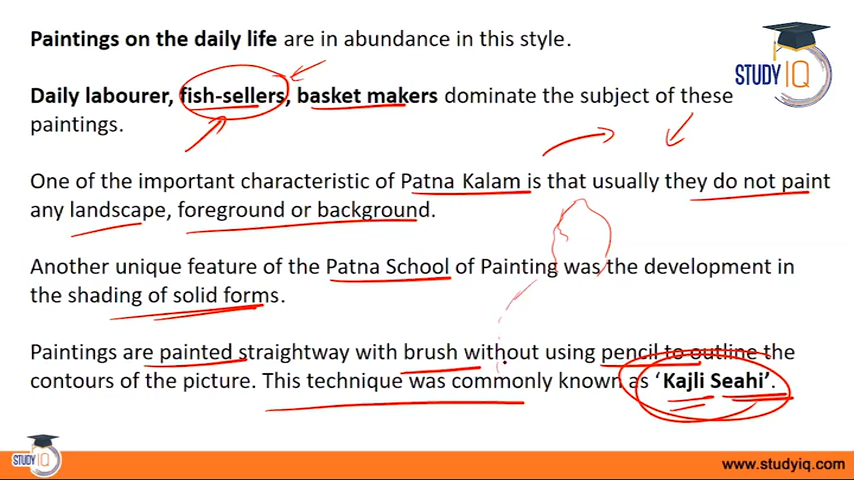 Paintings on the daily life are in abundance in this style.
STUDY IQ
Daily labourer, fish-sellers, basket makers dominate the subject of these
paintings.
One of the important characteristic of Patna Kalam is that usually they do not paint
any landscape, foreground or background.
Another unique feature of the Patna School of Painting was the development in
the shading of solid forms.
Paintings are painted straightway with brush without using pencil to outline the
contours of the picture. This technique was commonly known as ‘Kajli Seahi’.
STUDY IQ
www.studyiq.com